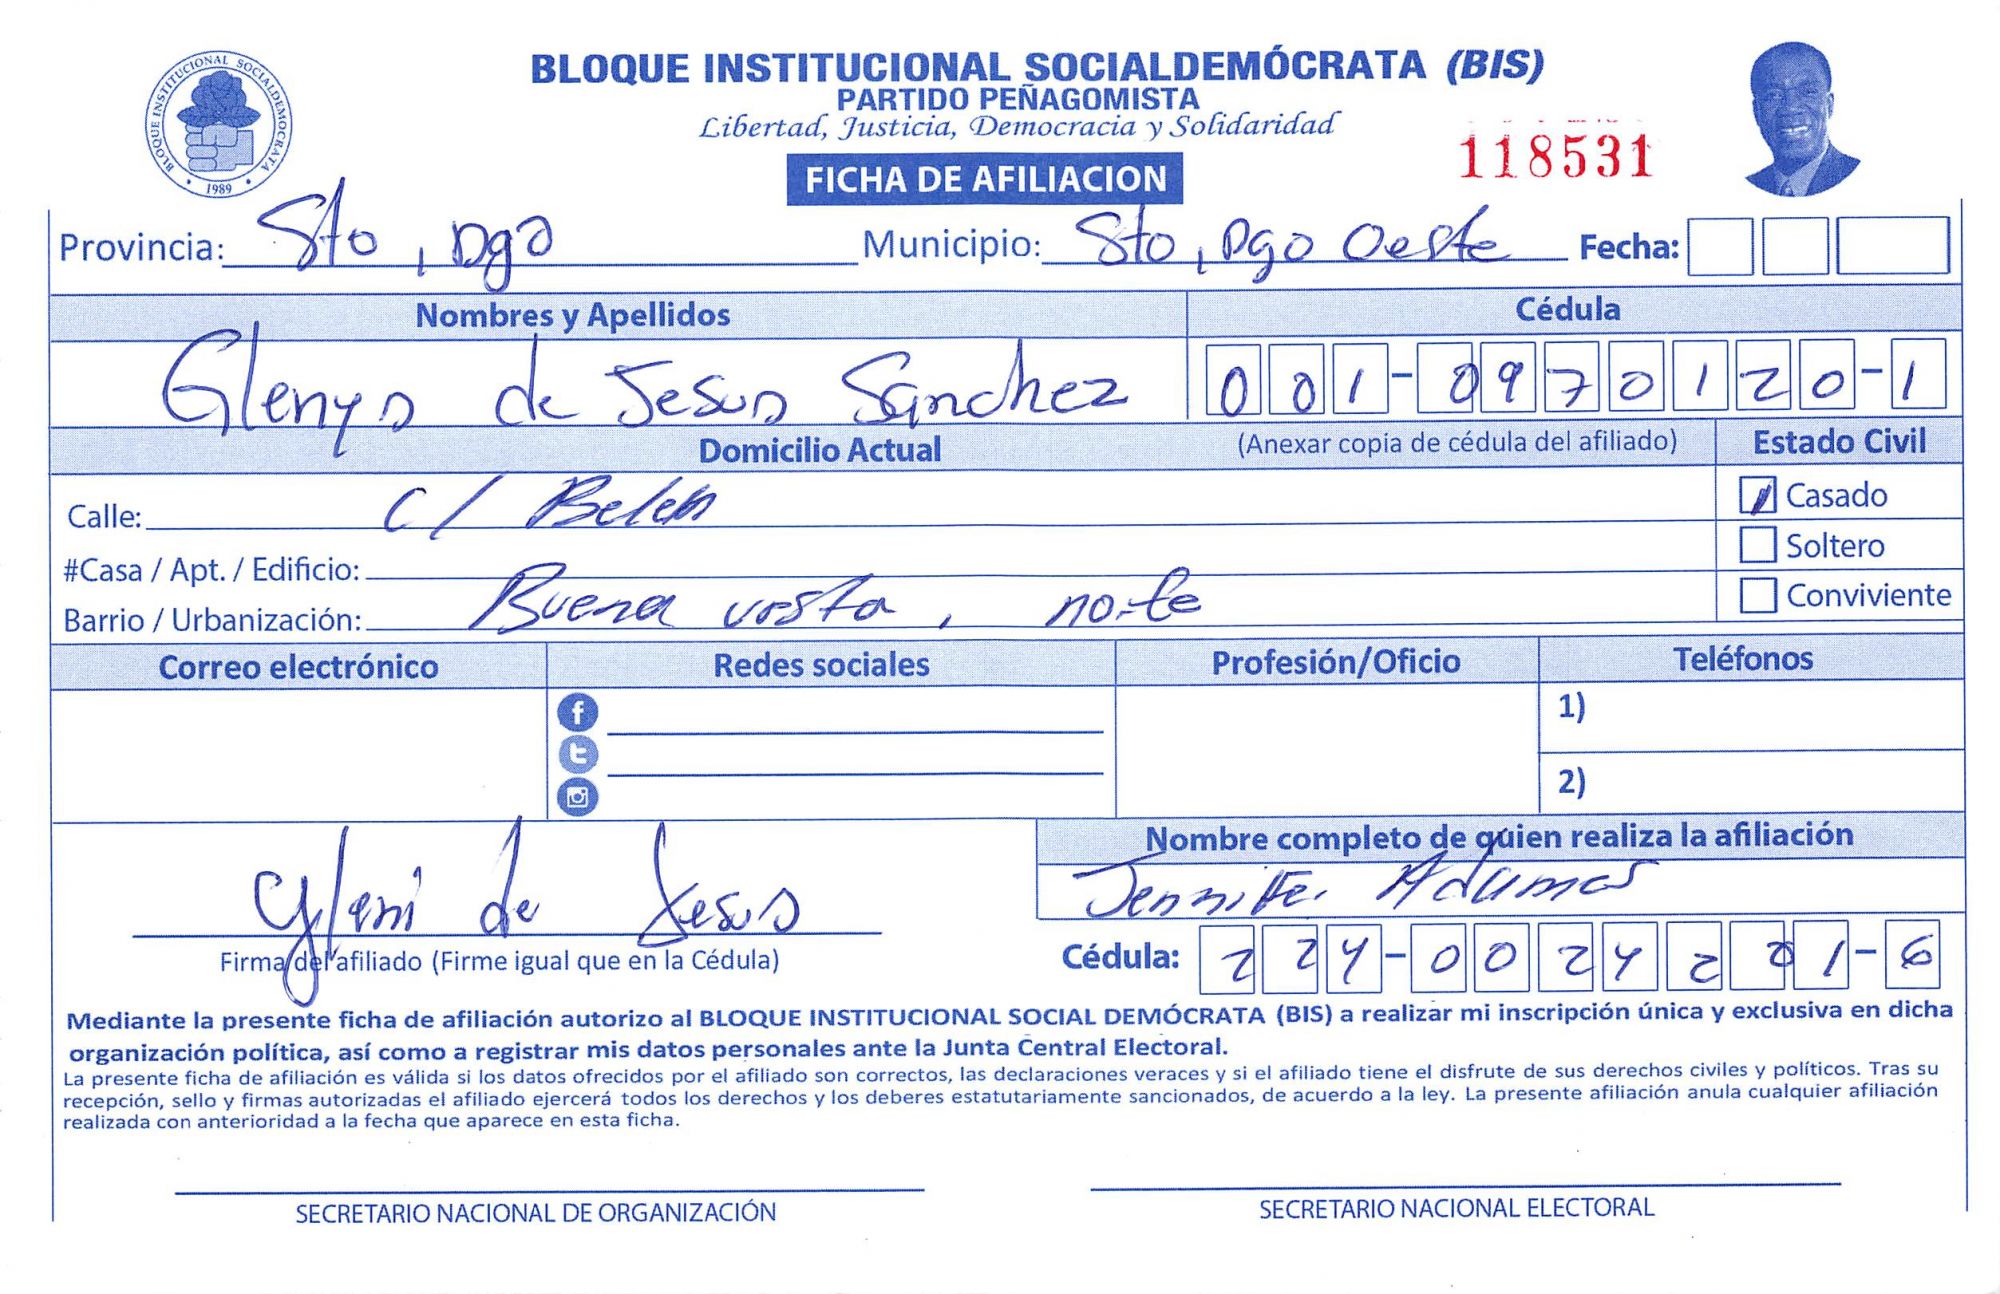 BLOQUE INSTITUCIONAL SOCIALDEMOCRATA
1989
BLOQUE INSTITUCIONAL SOCIALDEMÓCRATA (BIS)
PARTIDO PEÑAGOMISTA
Libertad, Justicia, Democracia y Solidaridad
FICHA DE AFILIACION
118531
Provincia: Sto, Dgo Municipio: Sto, Dgo Oeste Fecha:
Nombres y Apellidos Cédula
Glenys de Jesus Sanchez 001-0970120-1
Domicilio Actual (Anexar copia de cédula del afiliado) Estado Civil
Calle: c/ Belen Casado
Soltero
#Casa / Apt. / Edificio:
Barrio / Urbanización: Buena vista, norte Conviviente
Correo electrónico Redes sociales Profesión/Oficio Teléfonos
1)
2)
Nombre completo de quien realiza la afiliación
Jenniffer Adames
Gleni de Jesus
Firma del afiliado (Firme igual que en la Cédula)
Cédula: 224-0024221-6
Mediante la presente ficha de afiliación autorizo al BLOQUE INSTITUCIONAL SOCIAL DEMÓCRATA (BIS) a realizar mi inscripción única y exclusiva en dicha
organización política, así como a registrar mis datos personales ante la Junta Central Electoral.
La presente ficha de afiliación es válida si los datos ofrecidos por el afiliado son correctos, las declaraciones veraces y si el afiliado tiene el disfrute de sus derechos civiles y políticos. Tras su
recepción, sello y firmas autorizadas el afiliado ejercerá todos los derechos y los deberes estatutariamente sancionados, de acuerdo a la ley. La presente afiliación anula cualquier afiliación
realizada con anterioridad a la fecha que aparece en esta ficha.
SECRETARIO NACIONAL DE ORGANIZACIÓN SECRETARIO NACIONAL ELECTORAL